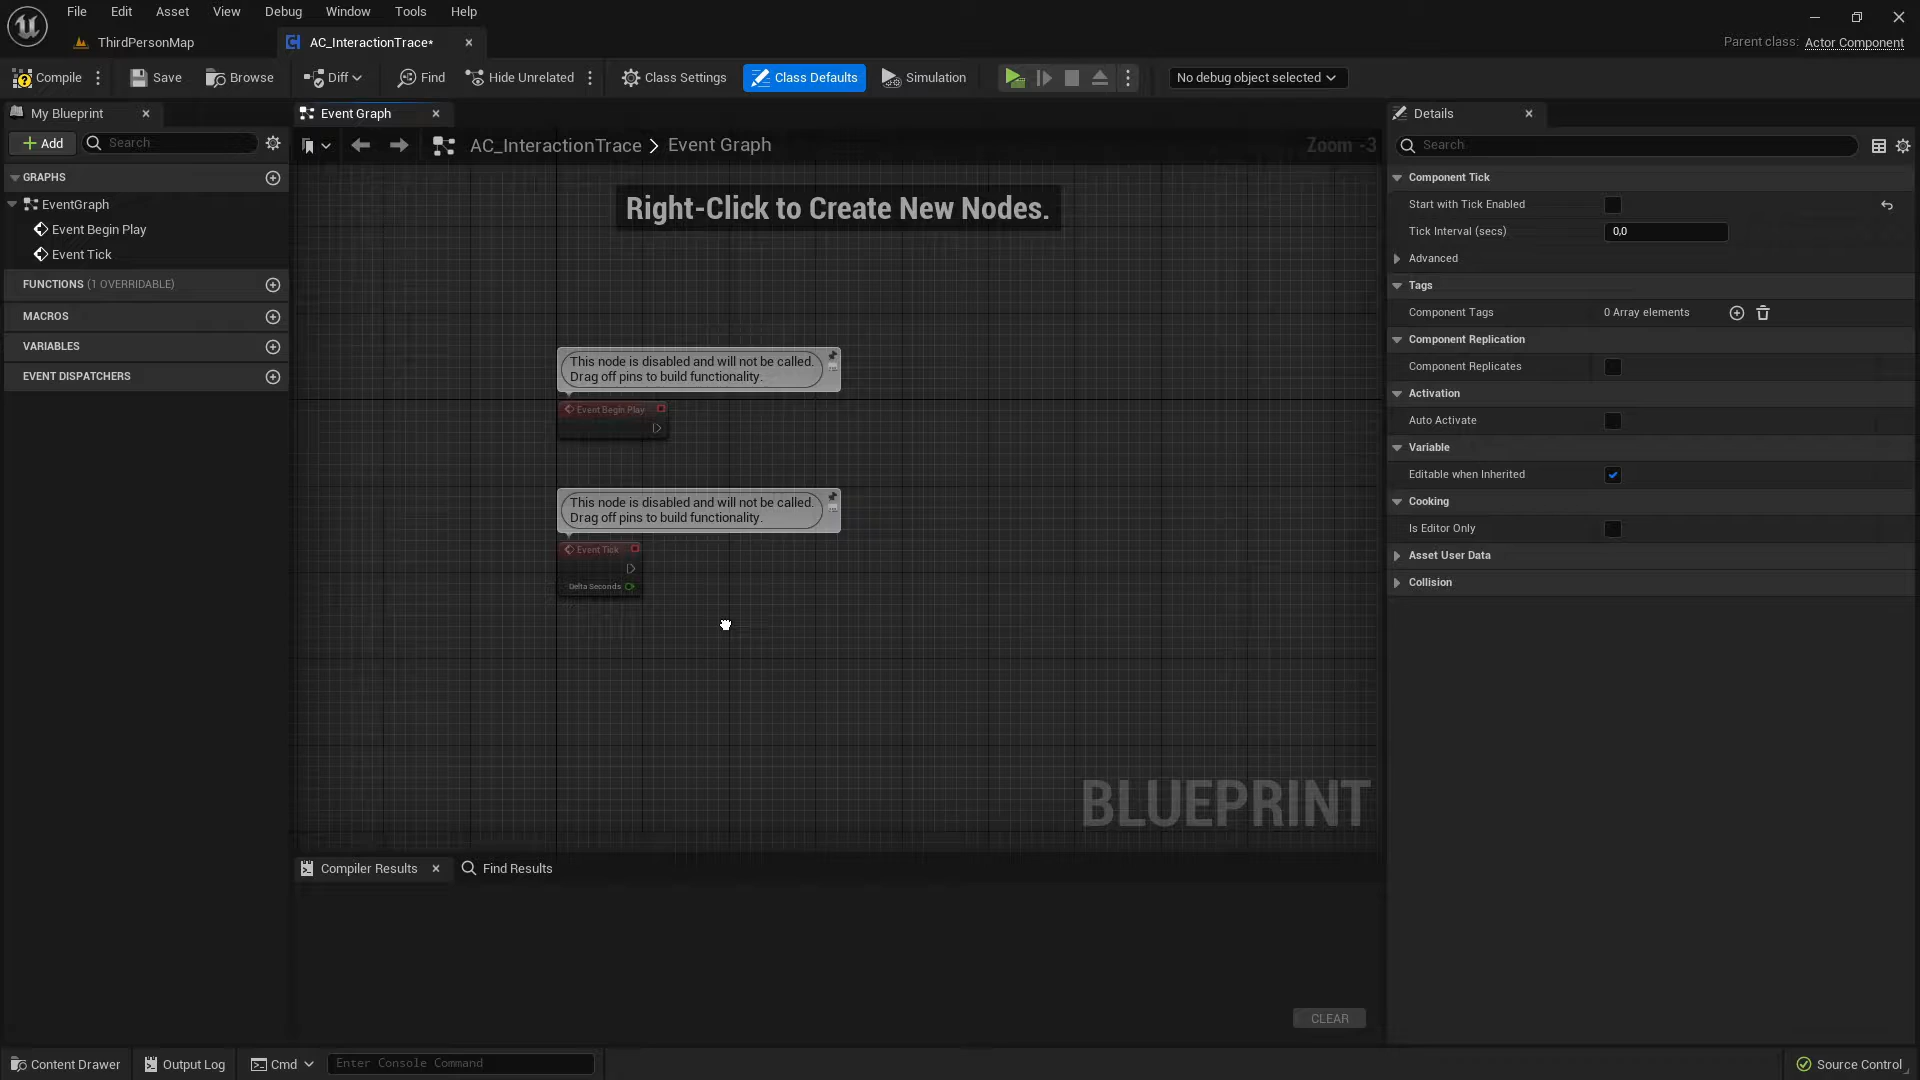 File Edit Asset View Debug Window Tools Help
ThirdPersonMap
AC_InteractionTrace*
Parent class: Actor Component
Compile
Save
Browse
Diff
Find
Hide Unrelated
Class Settings
Class Defaults
Simulation
No debug object selected
My Blueprint
Add
Search
GRAPHS
EventGraph
Event Begin Play
Event Tick
FUNCTIONS (1 OVERRIDABLE)
MACROS
VARIABLES
EVENT DISPATCHERS
Event Graph
AC_InteractionTrace > Event Graph
Zoom -3
Right-Click to Create New Nodes.
This node is disabled and will not be called.
Drag off pins to build functionality.
Event Begin Play
This node is disabled and will not be called.
Drag off pins to build functionality.
Event Tick
Delta Seconds
BLUEPRINT
Compiler Results
Find Results
CLEAR
Details
Search
Component Tick
Start with Tick Enabled
Tick Interval (secs) 0,0
Advanced
Tags
Component Tags 0 Array elements
Component Replication
Component Replicates
Activation
Auto Activate
Variable
Editable when Inherited
Cooking
Is Editor Only
Asset User Data
Collision
Content Drawer
Output Log
Cmd
Enter Console Command
Source Control